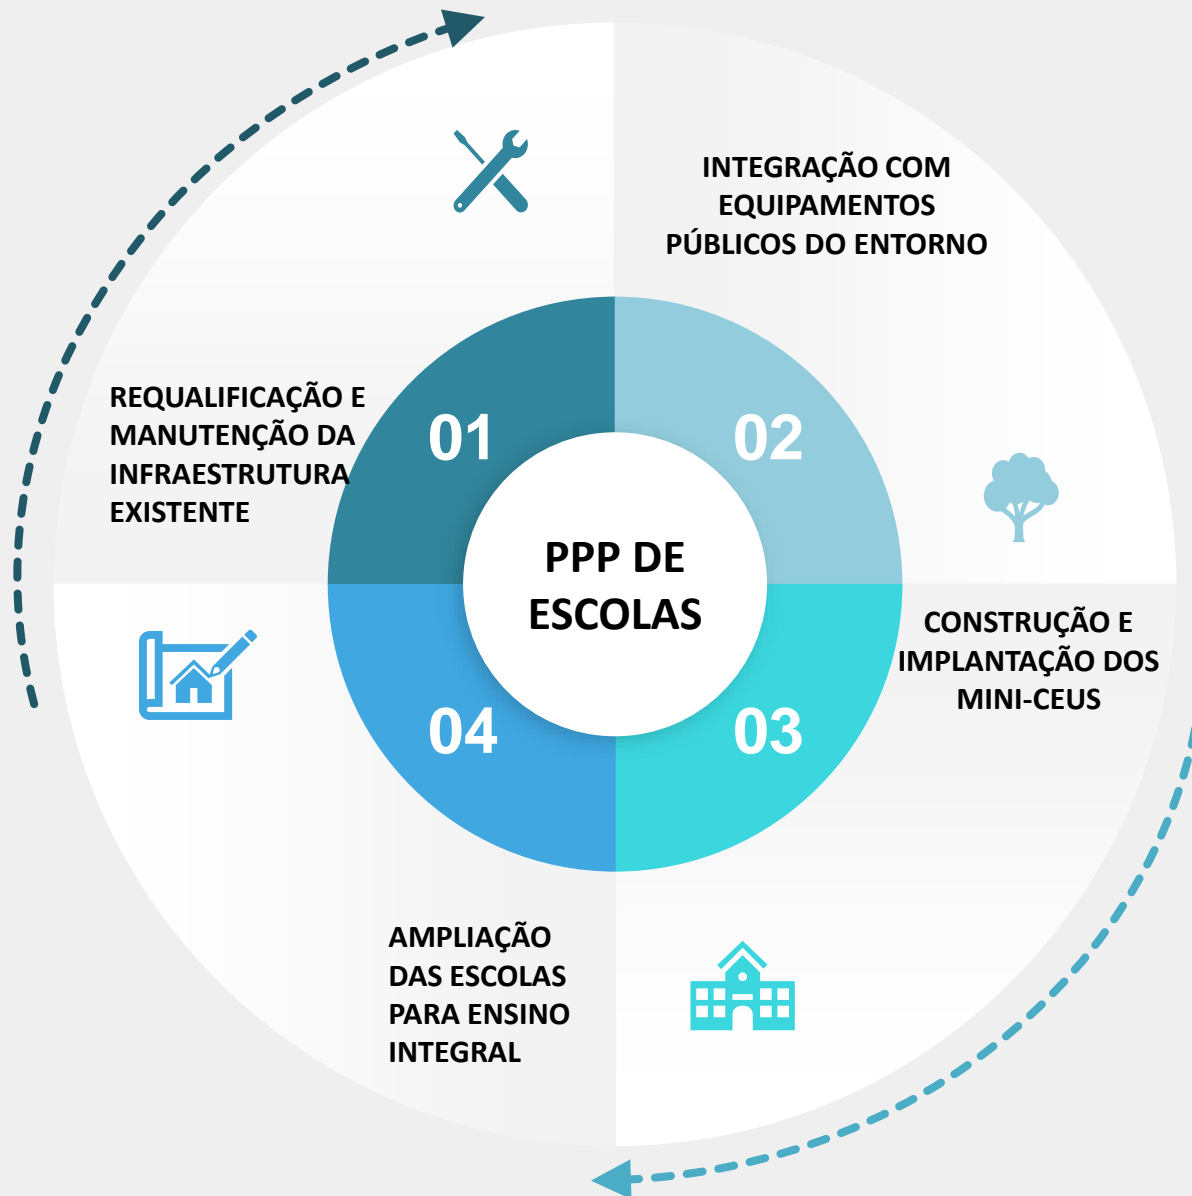 INTEGRAÇÃO COM
EQUIPAMENTOS
PÚBLICOS DO ENTORNO
REQUALIFICAÇÃO E
MANUTENÇÃO DA
INFRAESTRUTURA
EXISTENTE
01
02
PPP DE
ESCOLAS
CONSTRUÇÃO E
IMPLANTAÇÃO DOS
MINI-CEUS
04
03
AMPLIAÇÃO
DAS ESCOLAS
PARA ENSINO
INTEGRAL